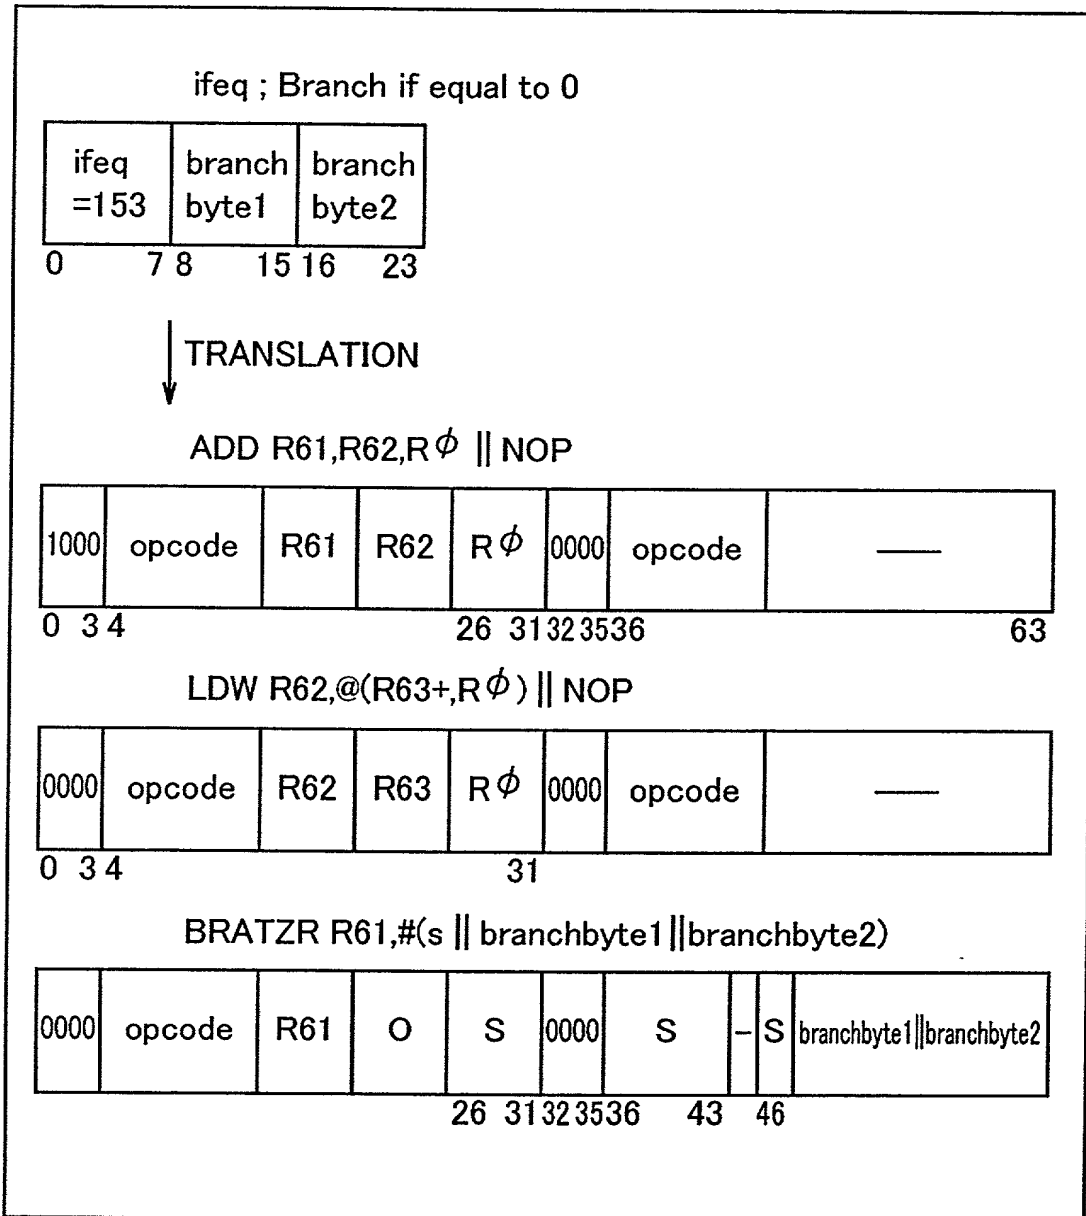 ifeq ; Branch if equal to 0
ifeq =153 branch byte1 branch byte2
0 7 8 15 16 23
TRANSLATION
ADD R61,R62,Rϕ || NOP
1000 opcode R61 R62 Rϕ 0000 opcode —
0 3 4 26 31 32 35 36 63
LDW R62,@(R63+,Rϕ) || NOP
0000 opcode R62 R63 Rϕ 0000 opcode —
0 3 4 31
BRATZR R61,#(s || branchbyte1||branchbyte2)
0000 opcode R61 O S 0000 S – S branchbyte1||branchbyte2
26 31 32 35 36 43 46